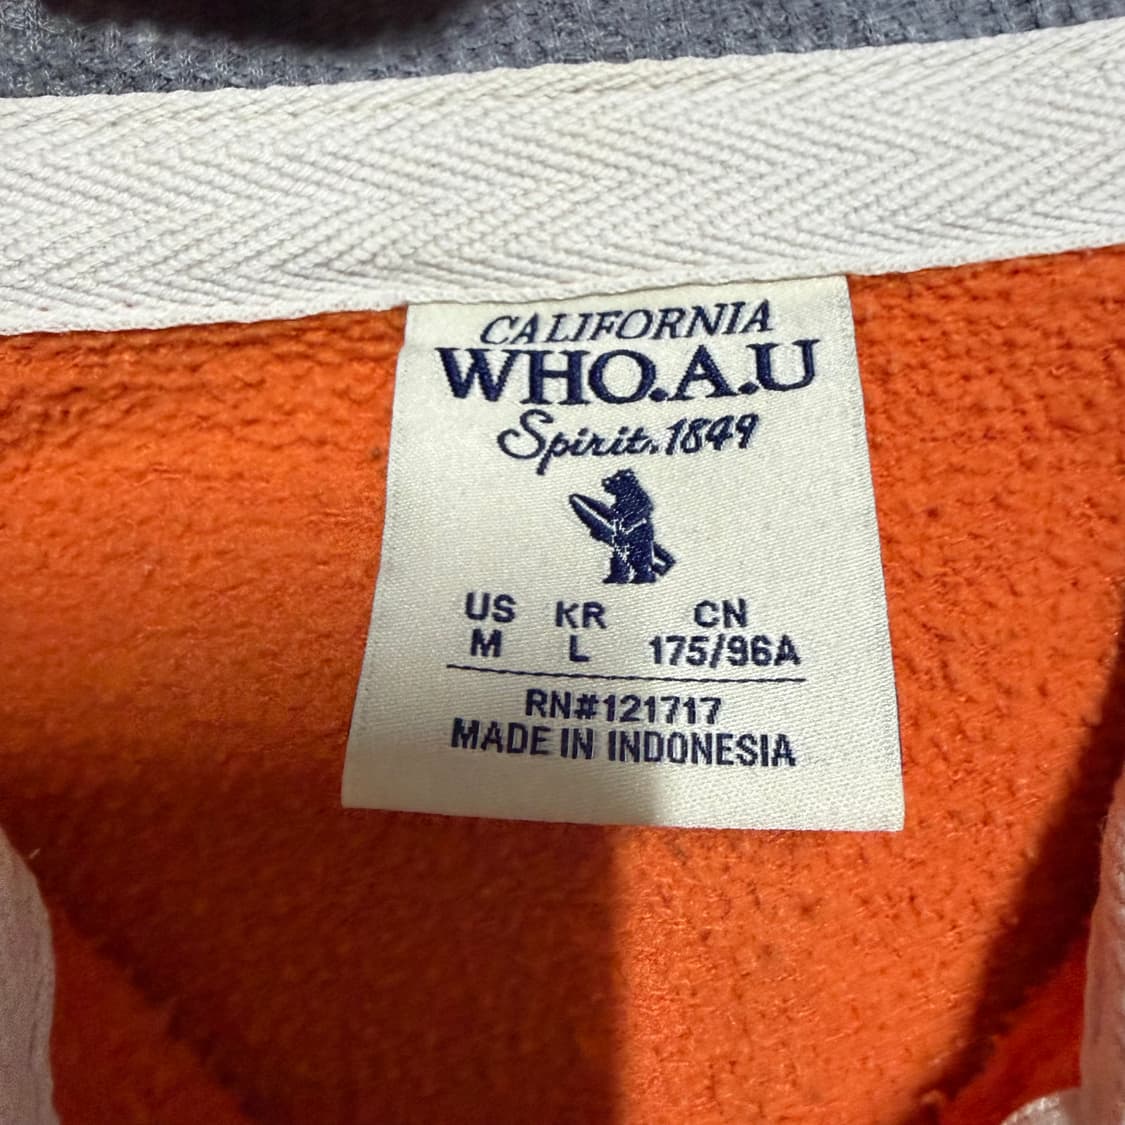 CALIFORNIA
WHO.A.U
Spirit.1849
US KR CN
M L 175/96A
RN#121717
MADE IN INDONESIA